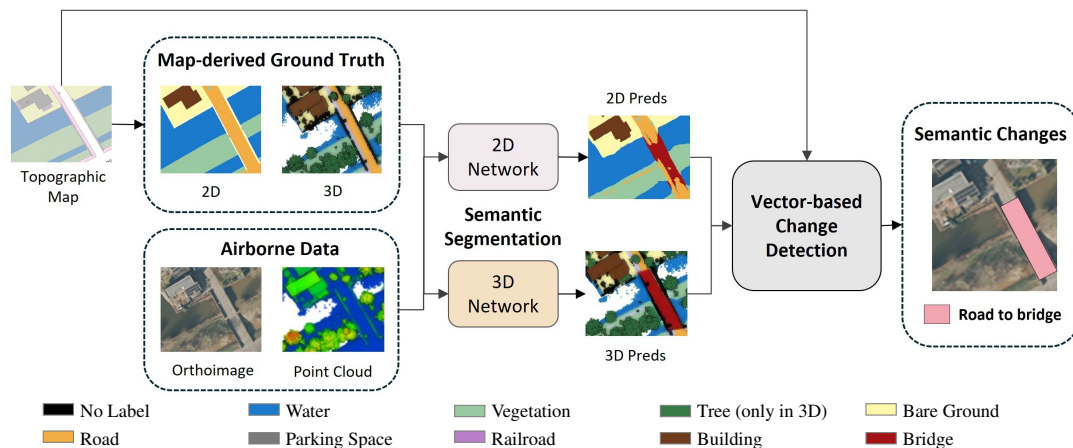 Map-derived Ground Truth
2D
3D
Topographic
Map
Airborne Data
Orthoimage
Point Cloud
2D
Network
Semantic
Segmentation
3D
Network
2D Preds
3D Preds
Vector-based
Change
Detection
Semantic Changes
Road to bridge
No Label
Water
Vegetation
Tree (only in 3D)
Bare Ground
Road
Parking Space
Railroad
Building
Bridge